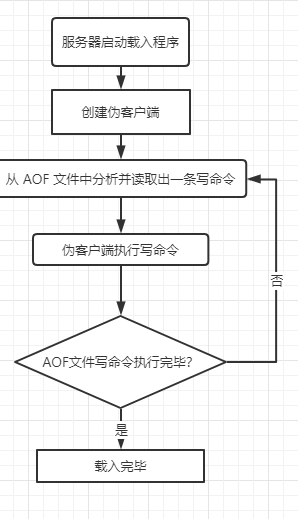 服务器启动载入程序
创建伪客户端
从 AOF 文件中分析并读取出一条写命令
伪客户端执行写命令
否
AOF文件写命令执行完毕？
是
载入完毕